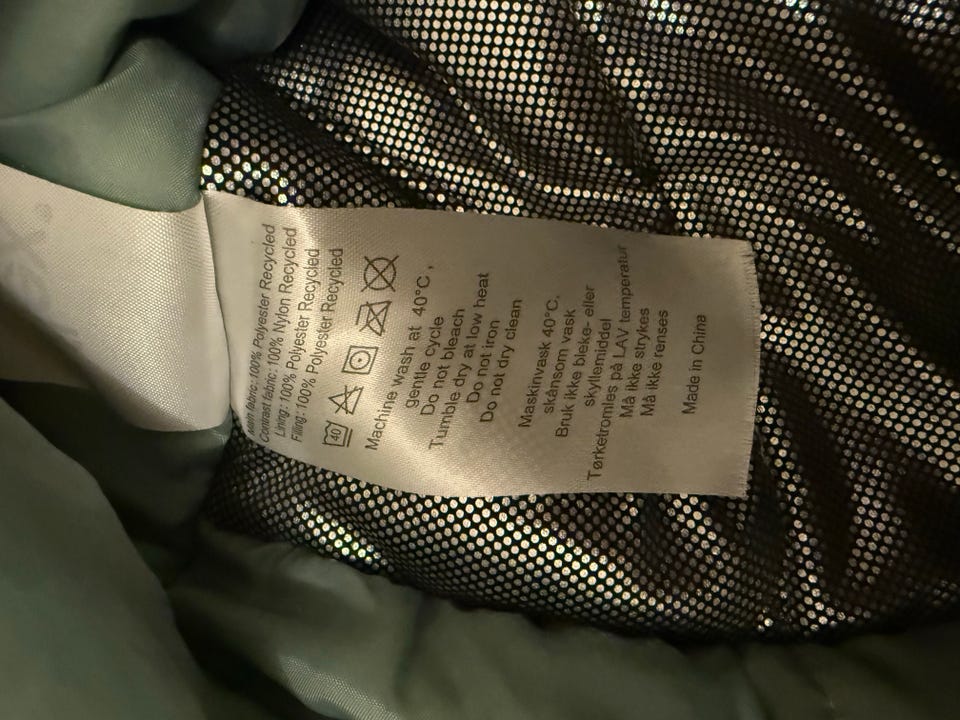 Main fabric: 100% Polyester Recycled
Contrast fabric: 100% Nylon Recycled
Lining: 100% Polyester Recycled
Filling: 100% Polyester Recycled
40
Machine wash at 40°C,
gentle cycle
Do not bleach
Tumble dry at low heat
Do not iron
Do not dry clean
Maskinvask 40°C.
skånsom vask
Bruk ikke bleke- eller
skyllemiddel
Tørketromles på LAV temperatur
Må ikke strykes
Må ikke renses
Made in China